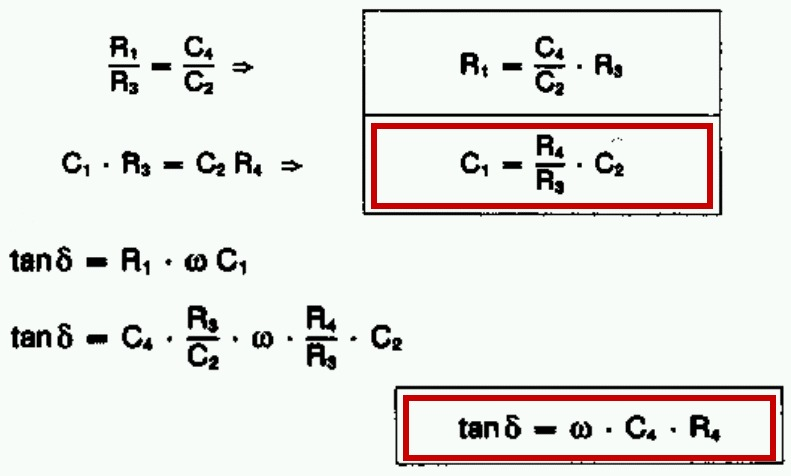 R₁/R₃ = C₄/C₂ ⇒ R₁ = C₄/C₂ · R₃
C₁ · R₃ = C₂ R₄ ⇒ C₁ = R₄/R₃ · C₂
tan δ = R₁ · ω C₁
tan δ = C₄ · R₃/C₂ · ω · R₄/R₃ · C₂
tan δ = ω · C₄ · R₄